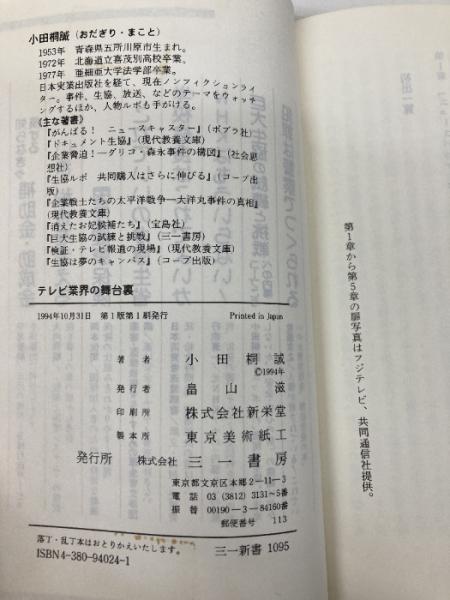 小田桐誠（おだぎり・まこと）
1953年　青森県五所川原市生まれ。
1972年　北海道立喜茂別高校卒業。
1977年　亜細亜大学法学部卒業。
日本実業出版社を経て、現在ノンフィクションライ
ター。事件、生協、放送、などのテーマをウォッチ
ングするほか、人物ルポも手がける。
〈主な著書〉
『がんばる！　ニュースキャスター』（ポプラ社）
『ドキュメント生協』（現代教養文庫）
『企業脅迫！―グリコ・森永事件の構図』（社会思
想社）
『生協ルポ　共同購入はさらに伸びる』（コープ出
版）
『企業戦士たちの太平洋戦争―大洋丸事件の真相』
（現代教養文庫）
『消えたお妃候補たち』（宝島社）
『巨大生協の試練と挑戦』（三一書房）
『検証・テレビ報道の現場』（現代教養文庫）
『生協は夢のキャンバス』（コープ出版）
テレビ業界の舞台裏
1994年10月31日　第1版第1刷発行　Printed in Japan
著者　小田桐誠
©1994年
発行者　畠山滋
印刷所　株式会社新栄堂
製本所　東京美術紙工
発行所　株式会社　三一書房
東京都文京区本郷2－11－3
電話　03（3812）3131～5番
振替　00190－3－84160番
郵便番号　113
落丁・乱丁本はおとりかえいたします。
三一新書 1095
ISBN4-380-94024-1
第1章から第5章の扉写真はフジテレビ、共同通信社提供。